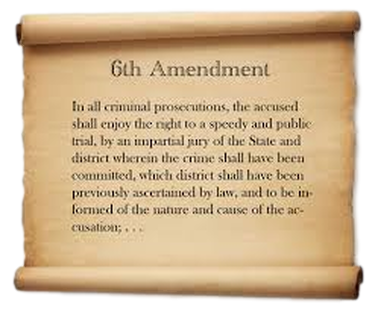 6th Amendment
In all criminal prosecutions, the accused
shall enjoy the right to a speedy and public
trial, by an impartial jury of the State and
district wherein the crime shall have been
committed, which district shall have been
previously ascertained by law, and to be in-
formed of the nature and cause of the ac-
cusation; . . .